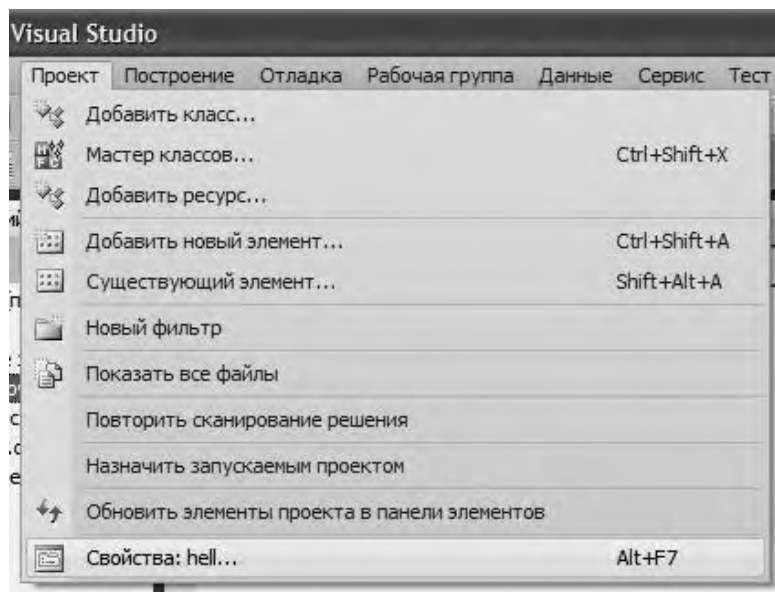 Visual Studio
Проект Построение Отладка Рабочая группа Данные Сервис Тест
Добавить класс...
Мастер классов... Ctrl+Shift+X
Добавить ресурс...
Добавить новый элемент... Ctrl+Shift+A
Существующий элемент... Shift+Alt+A
Новый фильтр
Показать все файлы
Повторить сканирование решения
Назначить запускаемым проектом
Обновить элементы проекта в панели элементов
Свойства: hell... Alt+F7